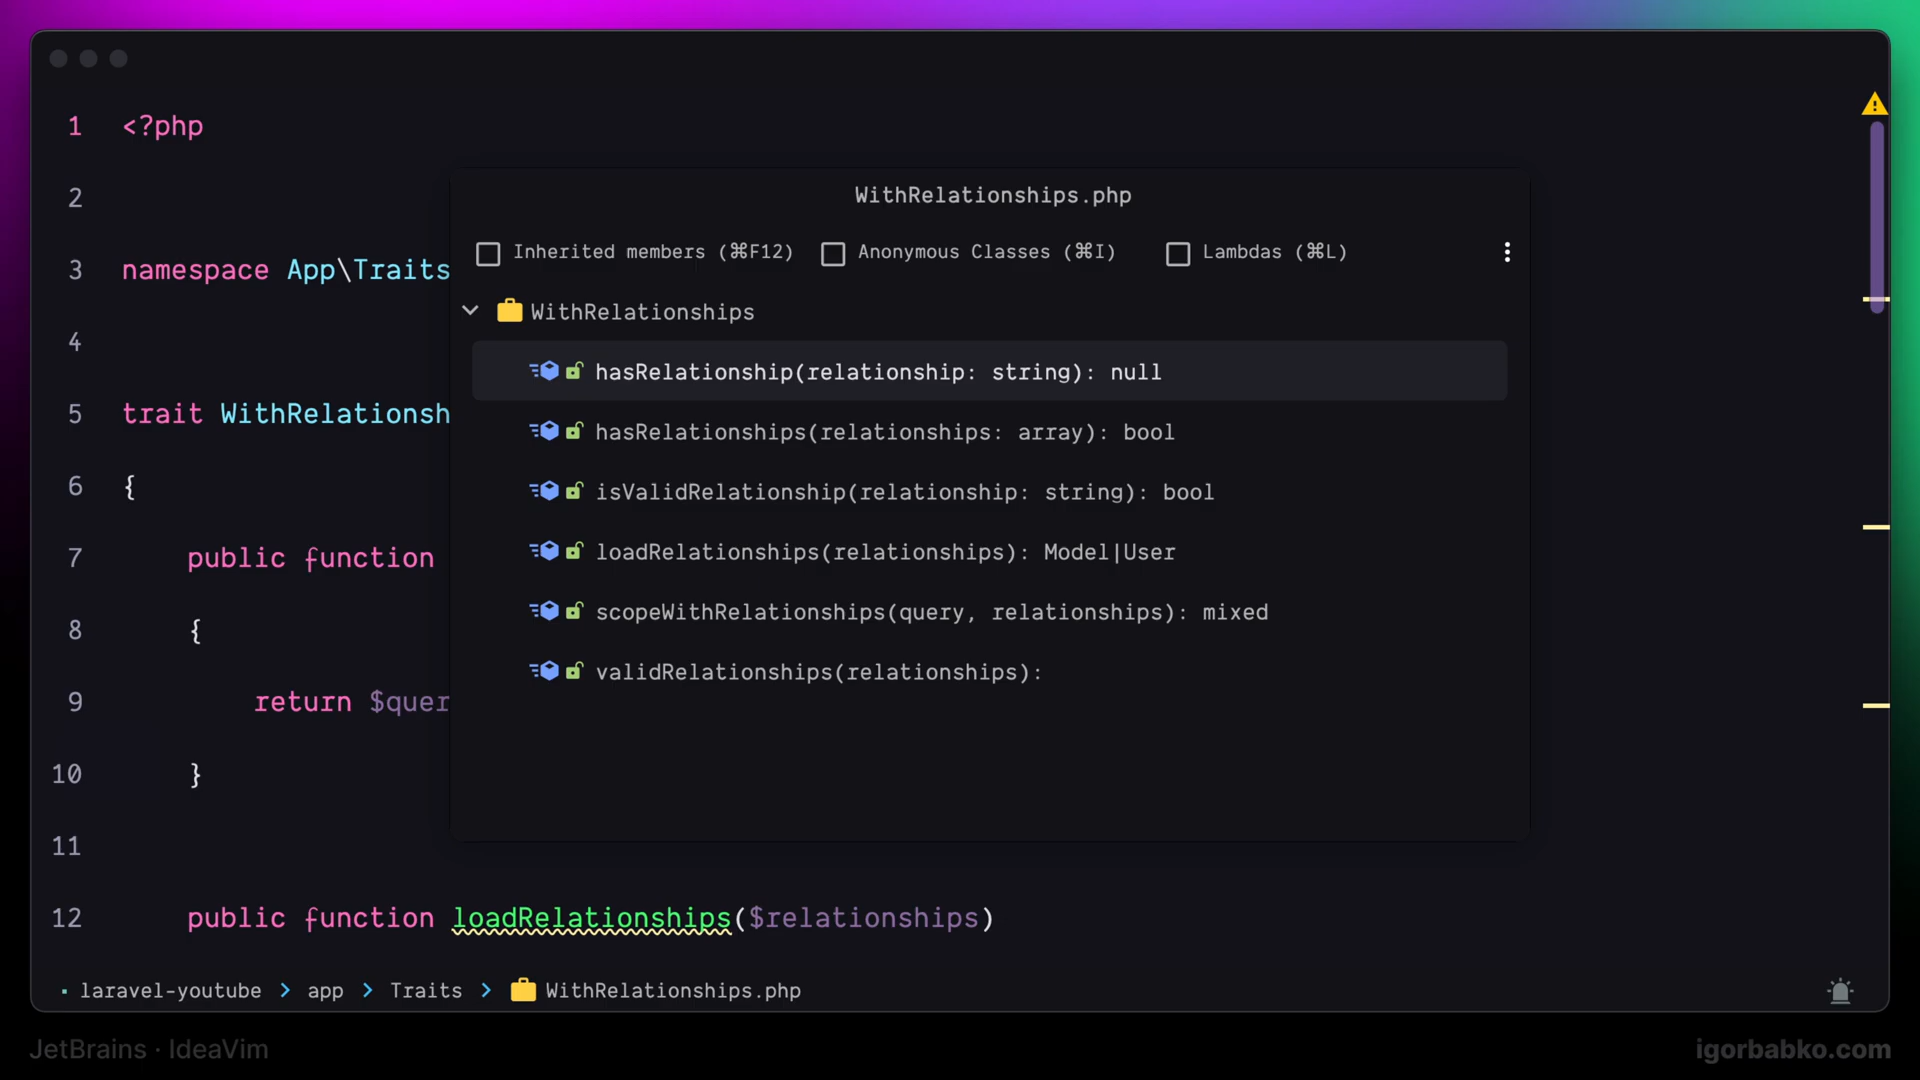 1 <?php
2
3 namespace App\Traits
4
5 trait WithRelationsh
6 {
7 public function
8 {
9 return $quer
10 }
11
12 public function loadRelationships($relationships)
WithRelationships.php
Inherited members (⌘F12) Anonymous Classes (⌘I) Lambdas (⌘L)
WithRelationships
hasRelationship(relationship: string): null
hasRelationships(relationships: array): bool
isValidRelationship(relationship: string): bool
loadRelationships(relationships): Model|User
scopeWithRelationships(query, relationships): mixed
validRelationships(relationships):
laravel-youtube > app > Traits > WithRelationships.php
JetBrains · IdeaVim
igorbabko.com